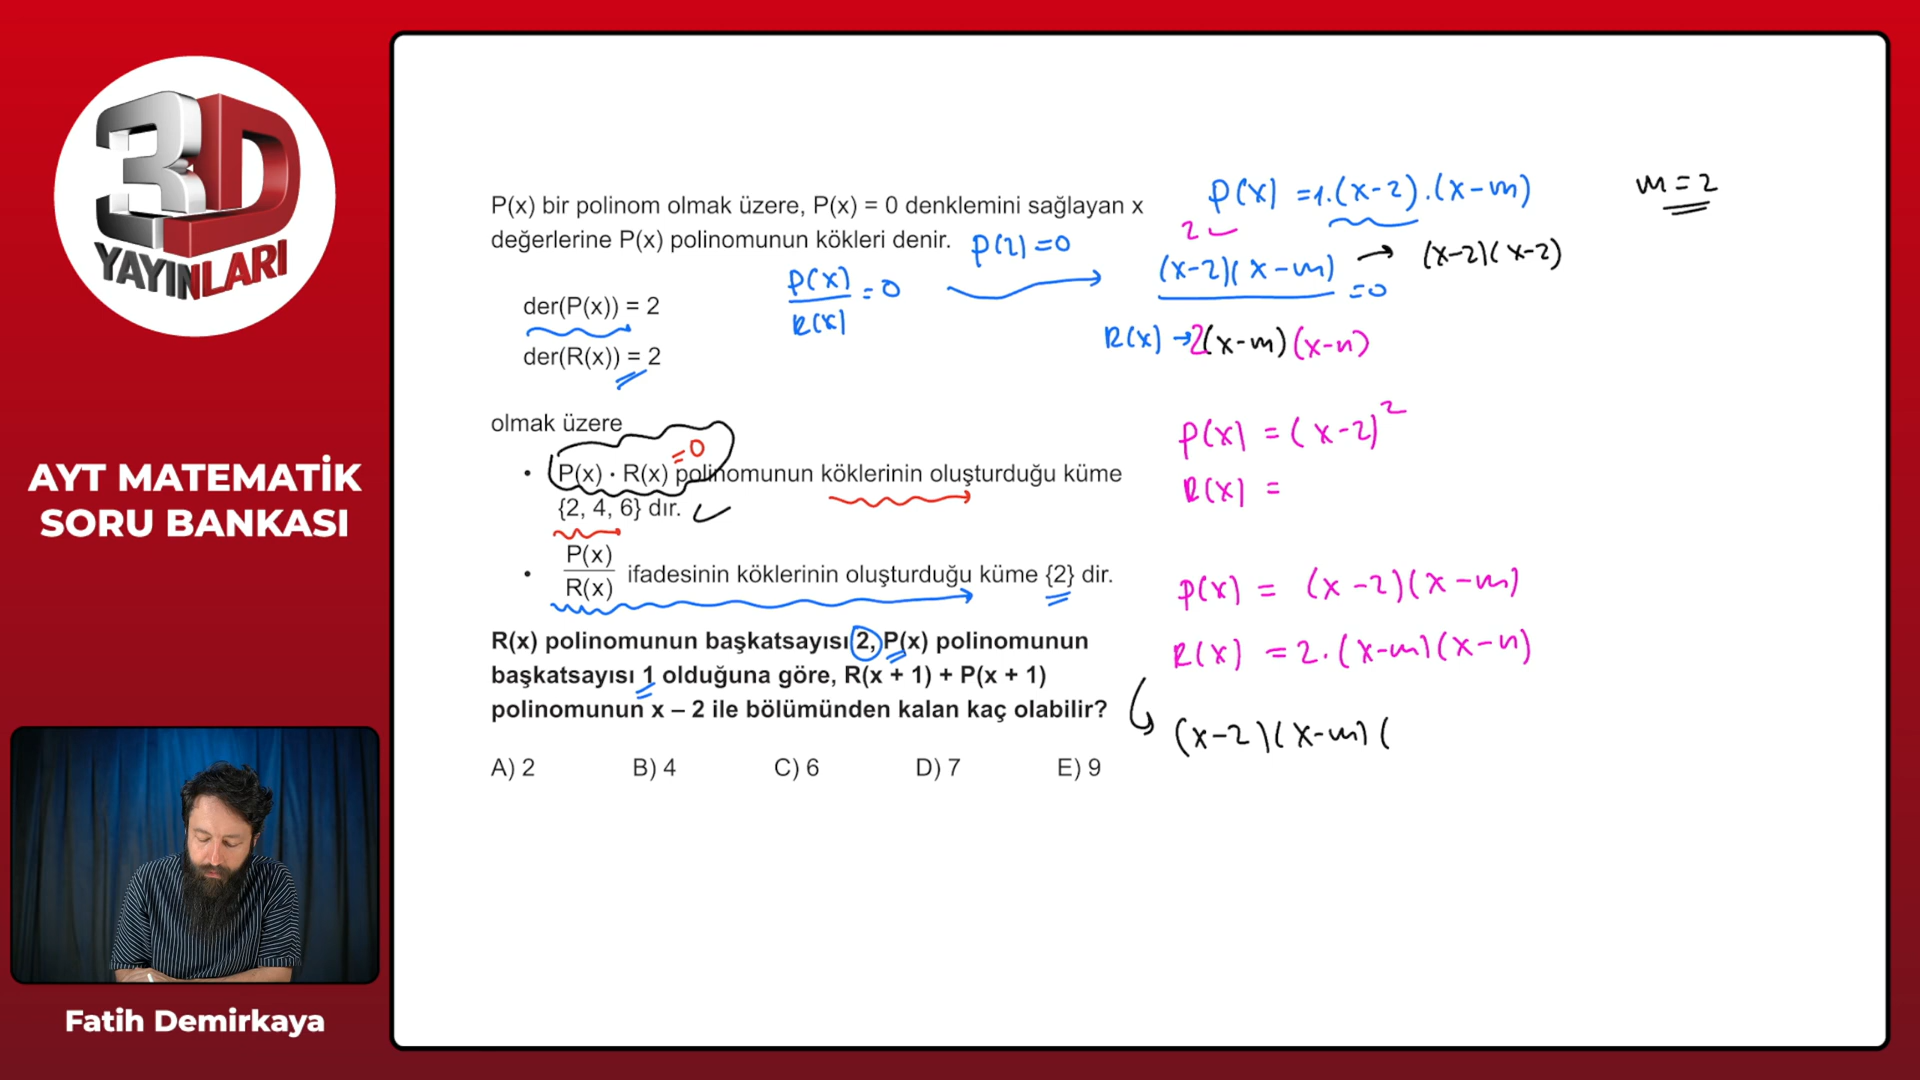 3D
YAYINLARI
AYT MATEMATİK
SORU BANKASI
Fatih Demirkaya
P(x) bir polinom olmak üzere, P(x) = 0 denklemini sağlayan x
değerlerine P(x) polinomunun kökleri denir.
P(2)=0
der(P(x)) = 2
der(R(x)) = 2
P(x)
R(x)
=0
olmak üzere
=0
• P(x) · R(x) polinomunun köklerinin oluşturduğu küme
{2, 4, 6} dır.
• P(x)
R(x)
ifadesinin köklerinin oluşturduğu küme {2} dir.
R(x) polinomunun başkatsayısı 2, P(x) polinomunun
başkatsayısı 1 olduğuna göre, R(x + 1) + P(x + 1)
polinomunun x – 2 ile bölümünden kalan kaç olabilir?
A) 2 B) 4 C) 6 D) 7 E) 9
P(x) =1.(x-2).(x-m)
m=2
2
(x-2)(x-m) → (x-2)(x-2)
=0
R(x) →2(x-m)(x-n)
P(x) =(x-2)²
R(x) =
P(x) = (x-2)(x-m)
R(x) =2.(x-m)(x-n)
(x-2)(x-m)(